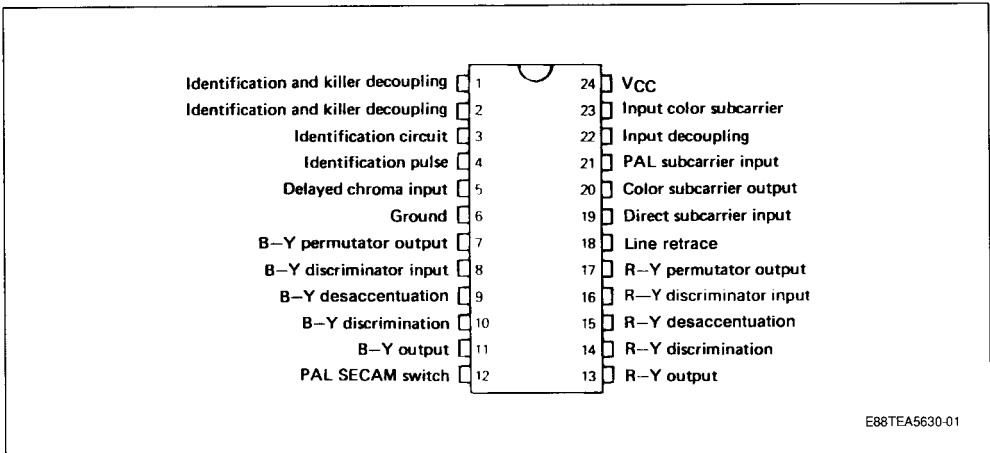 Identification and killer decoupling 1 24 VCC
Identification and killer decoupling 2 23 Input color subcarrier
Identification circuit 3 22 Input decoupling
Identification pulse 4 21 PAL subcarrier input
Delayed chroma input 5 20 Color subcarrier output
Ground 6 19 Direct subcarrier input
B–Y permutator output 7 18 Line retrace
B–Y discriminator input 8 17 R–Y permutator output
B–Y desaccentuation 9 16 R–Y discriminator input
B–Y discrimination 10 15 R–Y desaccentuation
B–Y output 11 14 R–Y discrimination
PAL SECAM switch 12 13 R–Y output
E88TEA5630-01